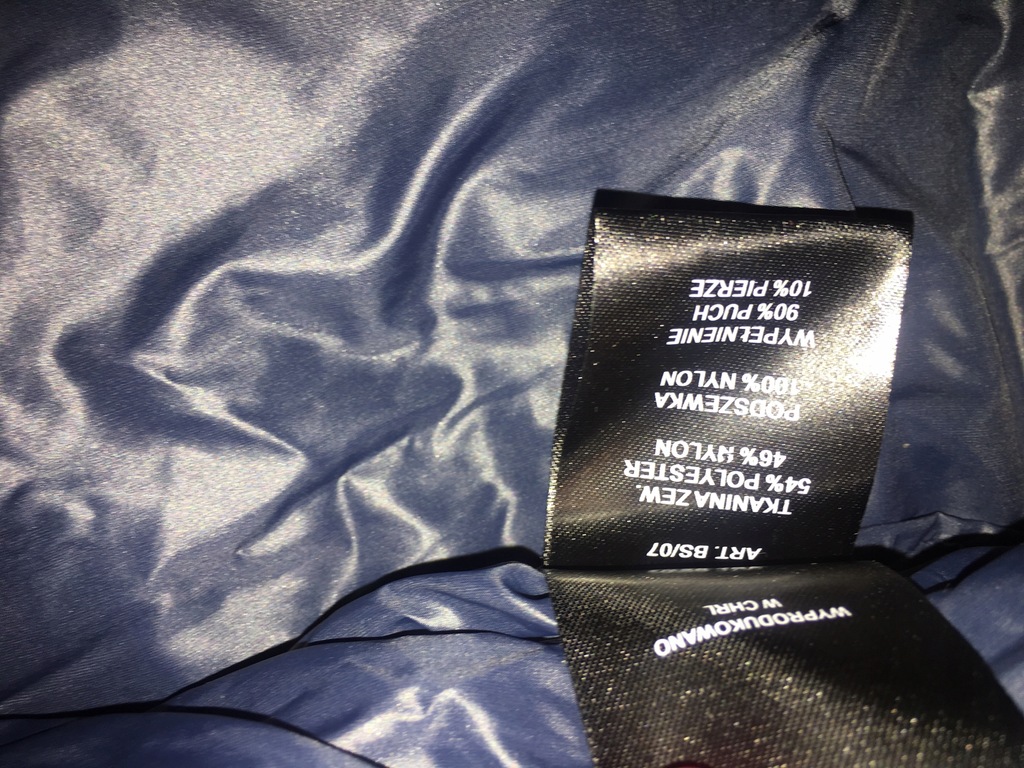 WYPRODUKOWANO
W CHRL
ART. BS/07
TKANINA ZEW.
54% POLYESTER
46% NYLON
PODSZEWKA
100% NYLON
WYPEŁNIENIE
90% PUCH
10% PIERZE